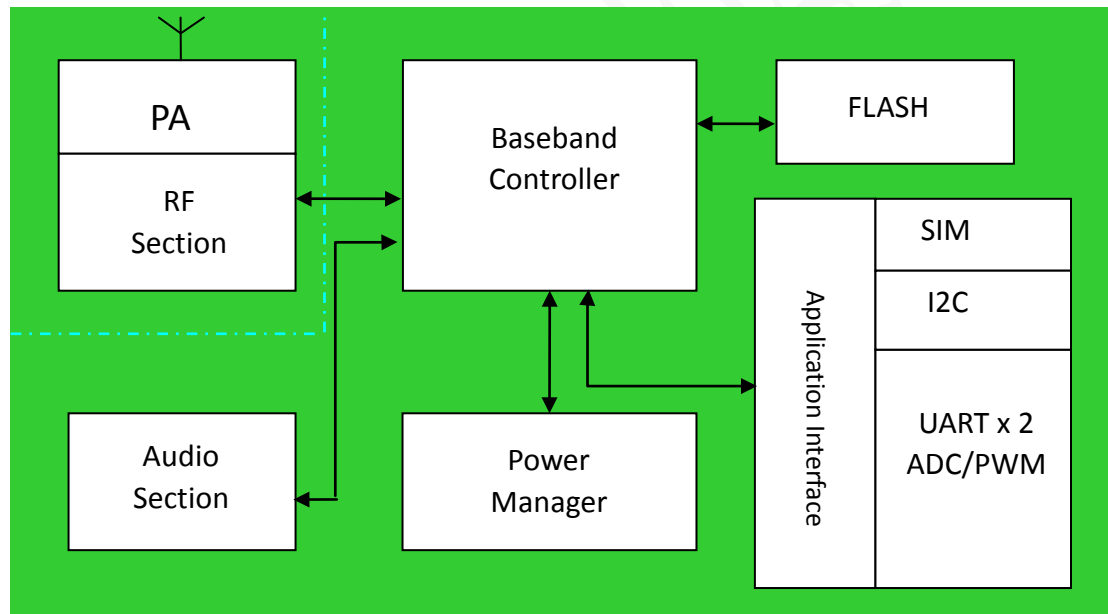 PA
RF
Section
Baseband
Controller
FLASH
Application Interface
SIM
I2C
UART x 2
ADC/PWM
Audio
Section
Power
Manager